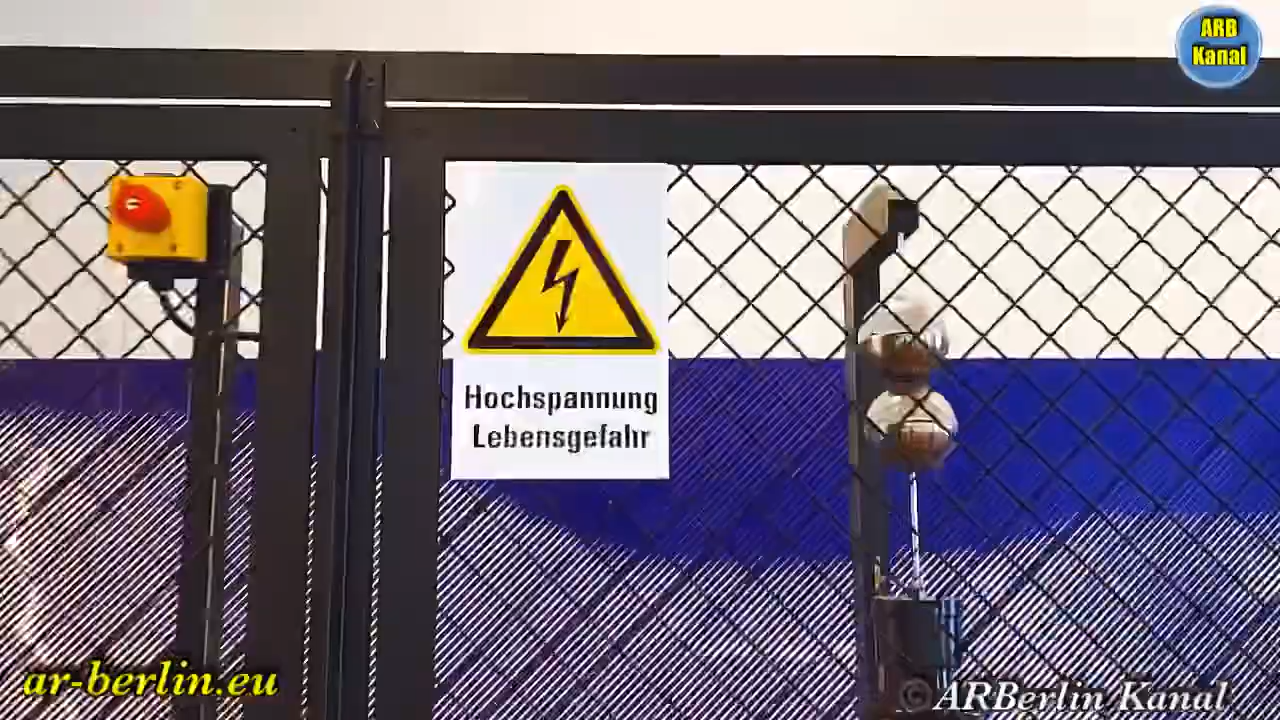 ARB
Kanal
Hochspannung
Lebensgefahr
ar-berlin.eu
© ARBerlin Kanal